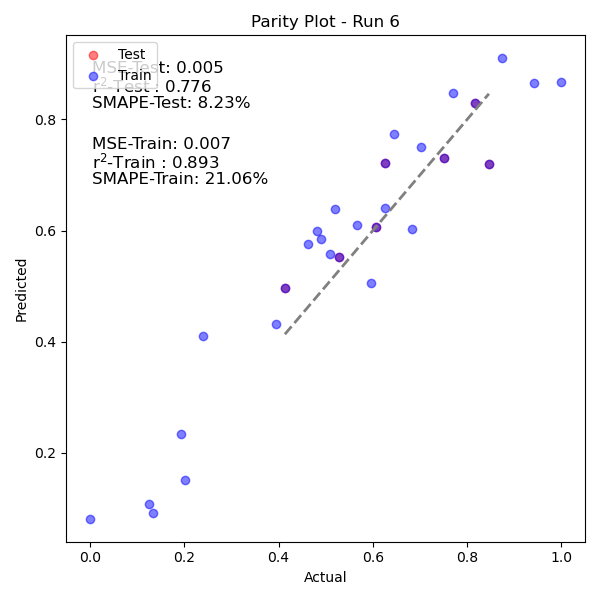 Parity Plot - Run 6
Test
Train
MSE-Test: 0.005
r²-Test : 0.776
SMAPE-Test: 8.23%
MSE-Train: 0.007
r²-Train : 0.893
SMAPE-Train: 21.06%
Predicted
0.8
0.6
0.4
0.2
0.0 0.2 0.4 0.6 0.8 1.0
Actual